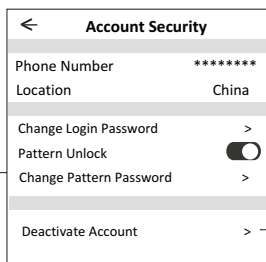 Account Security
Phone Number ********
Location China
Change Login Password >
Pattern Unlock
Change Pattern Password >
Deactivate Account >